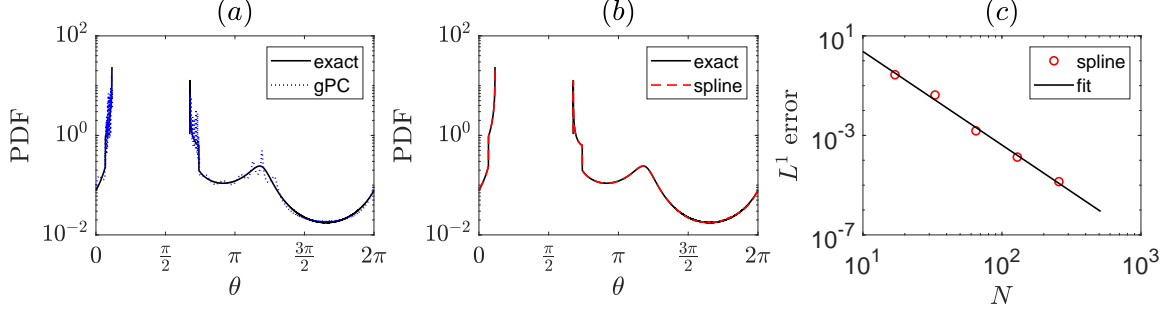 (a)
PDF
10^2
10^0
10^{-2}
exact
gPC
0
π/2
π
3π/2
2π
θ
(b)
PDF
10^2
10^0
10^{-2}
exact
spline
0
π/2
π
3π/2
2π
θ
(c)
L^1 error
10^1
10^{-3}
10^{-7}
spline
fit
10^1
10^2
10^3
N